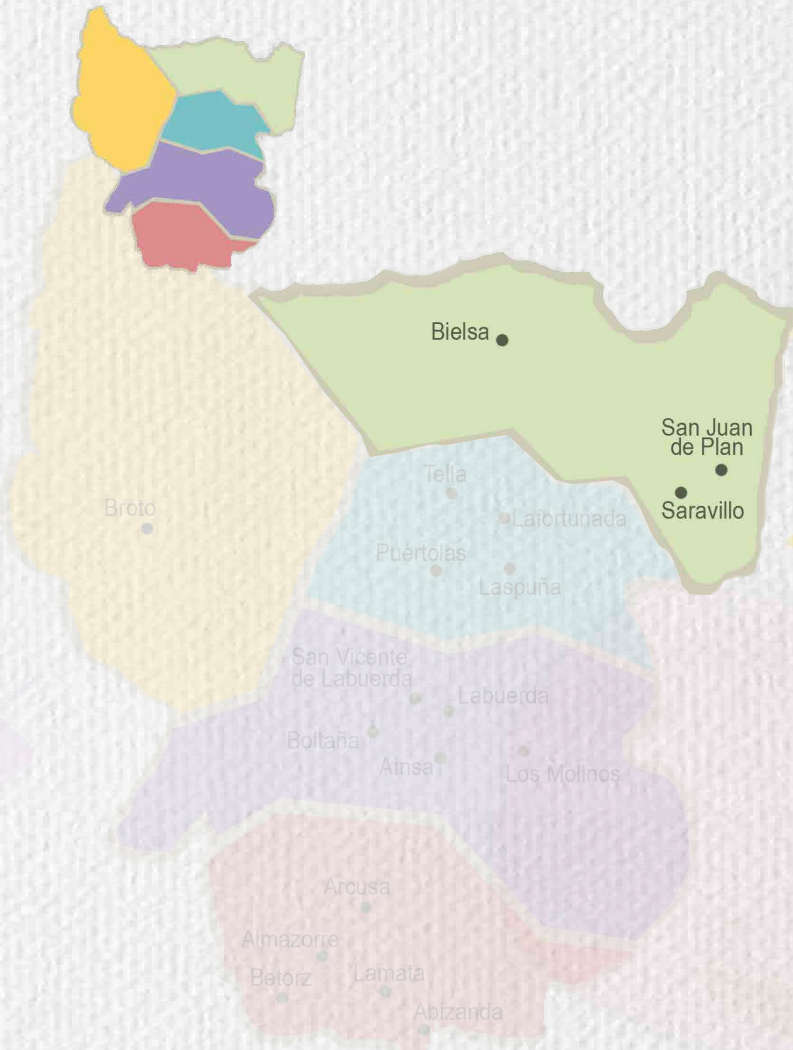 Bielsa
San Juan
de Plan
Saravillo
Tella
Broto
Lafortunada
Puértolas
Laspuña
San Vicente
de Labuerda
Labuerda
Boltaña
Aínsa
Los Molinos
Arcusa
Almazorre
Betorz
Lamata
Abizanda